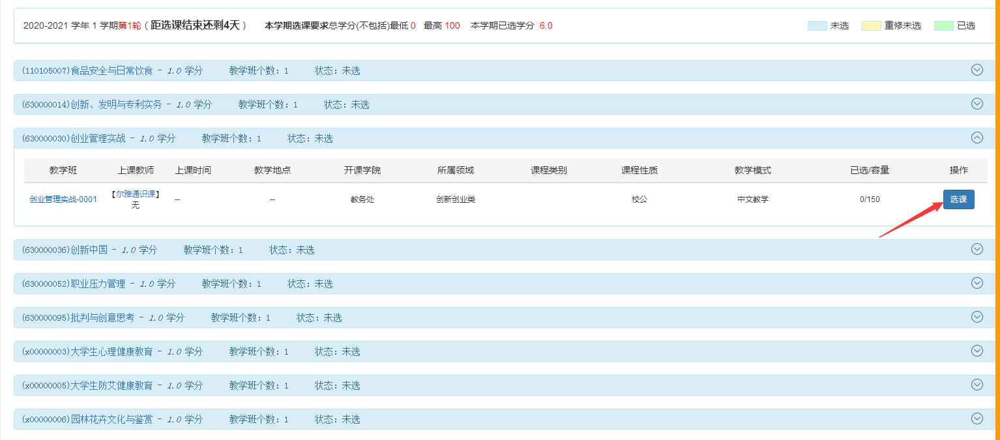 2020-2021 学年 1 学期第1轮 ( 距选课结束还剩4天 ) 本学期选课要求总学分(不包括)最低 0 最高 100 本学期已选学分 6.0 未选 重修未选 已选
(110105007)食品安全与日常饮食 - 1.0 学分 教学班个数：1 状态：未选
(630000014)创新、发明与专利实务 - 1.0 学分 教学班个数：1 状态：未选
(630000030)创业管理实战 - 1.0 学分 教学班个数：1 状态：未选
教学班 上课教师 上课时间 教学地点 开课学院 所属领域 课程类别 课程性质 教学模式 已选/容量 操作
创业管理实战-0001 【尔雅通识课】 -- -- 教务处 创新创业类 校公 中文教学 0/150 选课
无
(630000036)创新中国 - 1.0 学分 教学班个数：1 状态：未选
(630000052)职业压力管理 - 1.0 学分 教学班个数：1 状态：未选
(630000095)批判与创意思考 - 1.0 学分 教学班个数：1 状态：未选
(x00000003)大学生心理健康教育 - 1.0 学分 教学班个数：1 状态：未选
(x00000005)大学生防艾健康教育 - 1.0 学分 教学班个数：1 状态：未选
(x00000006)园林花卉文化与鉴赏 - 1.0 学分 教学班个数：1 状态：未选